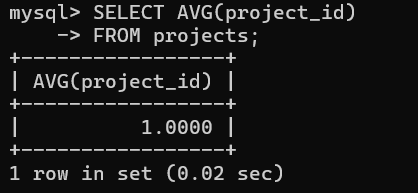 mysql> SELECT AVG(project_id)
    -> FROM projects;
+-----------------+
| AVG(project_id) |
+-----------------+
|          1.0000 |
+-----------------+
1 row in set (0.02 sec)